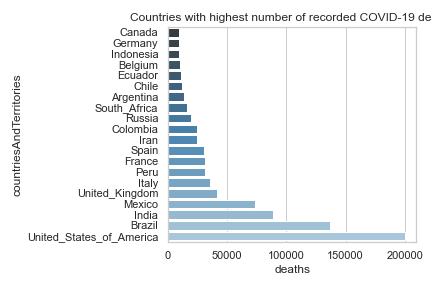 Countries with highest number of recorded COVID-19 de
Canada
Germany
Indonesia
Belgium
Ecuador
Chile
Argentina
South_Africa
Russia
Colombia
Iran
Spain
France
Peru
Italy
United_Kingdom
Mexico
India
Brazil
United_States_of_America
countriesAndTerritories
0 50000 100000 150000 200000
deaths